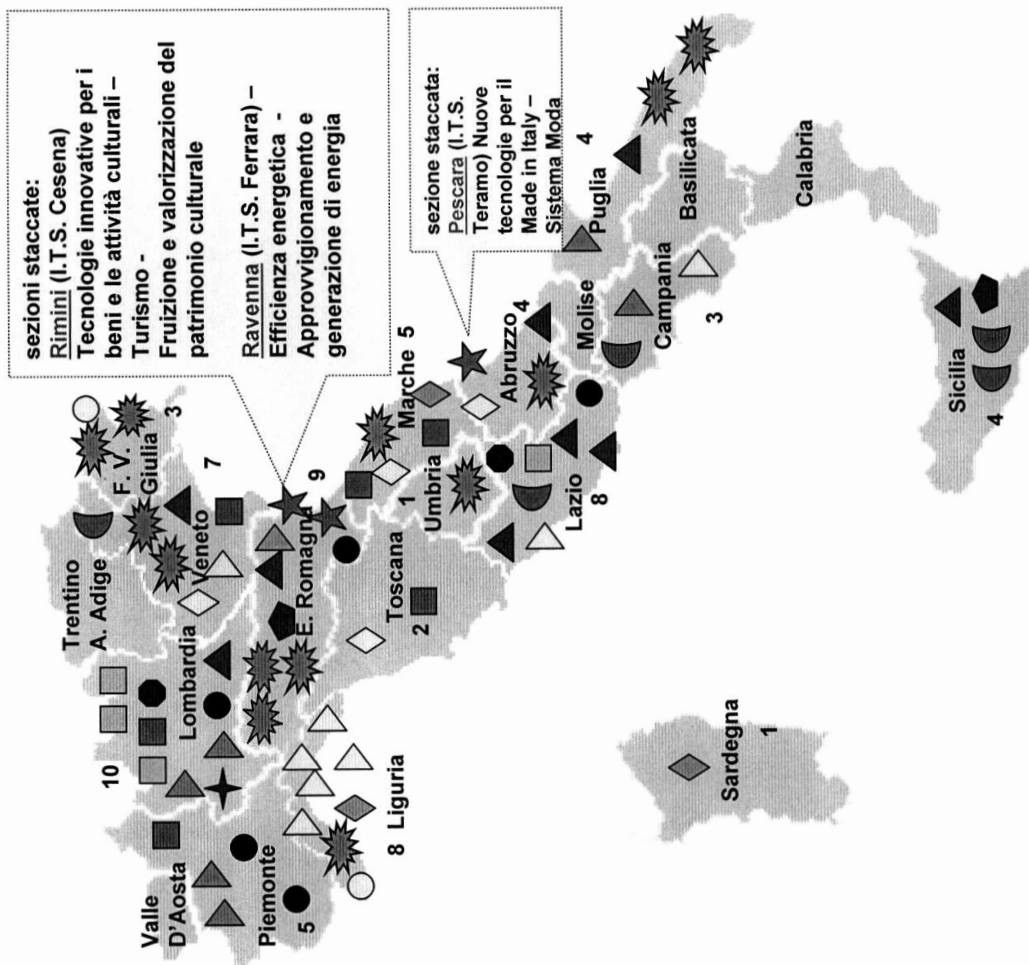 sezioni staccate:
Rimini (I.T.S. Cesena)
Tecnologie innovative per i
beni e le attività culturali –
Turismo -
Fruizione e valorizzazione del
patrimonio culturale
Ravenna (I.T.S. Ferrara) –
Efficienza energetica -
Approvvigionamento e
generazione di energia
sezione staccata:
Pescara (I.T.S.
Teramo) Nuove
tecnologie per il
Made in Italy –
Sistema Moda
Trentino
A. Adige
F. V.
Giulia
3
7
Veneto
Lombardia
10
Valle
D'Aosta
Piemonte
5
8 Liguria
E. Romagna
9
Toscana
2
1
Umbria
Marche 5
Lazio
8
Abruzzo
4
Molise
Campania
3
Puglia
4
Basilicata
Calabria
Sicilia
4
Sardegna
1